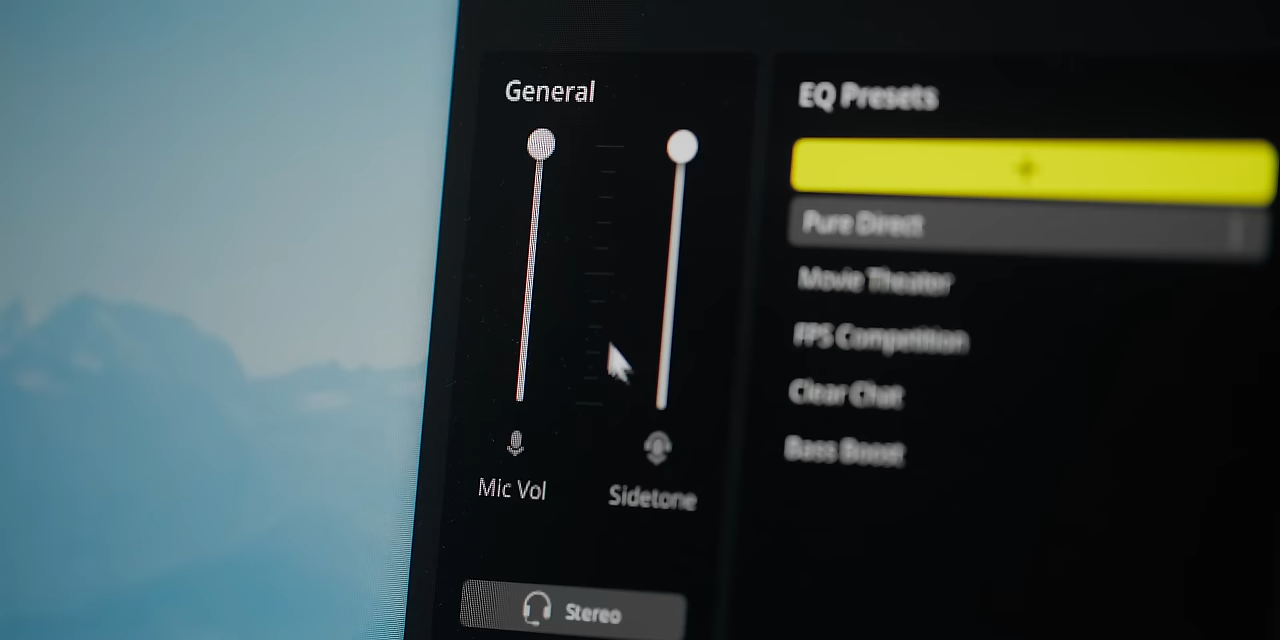 General
Mic Vol
Sidetone
Stereo
EQ Presets
+
Pure Direct
Movie Theater
FPS Competition
Clear Chat
Bass Boost